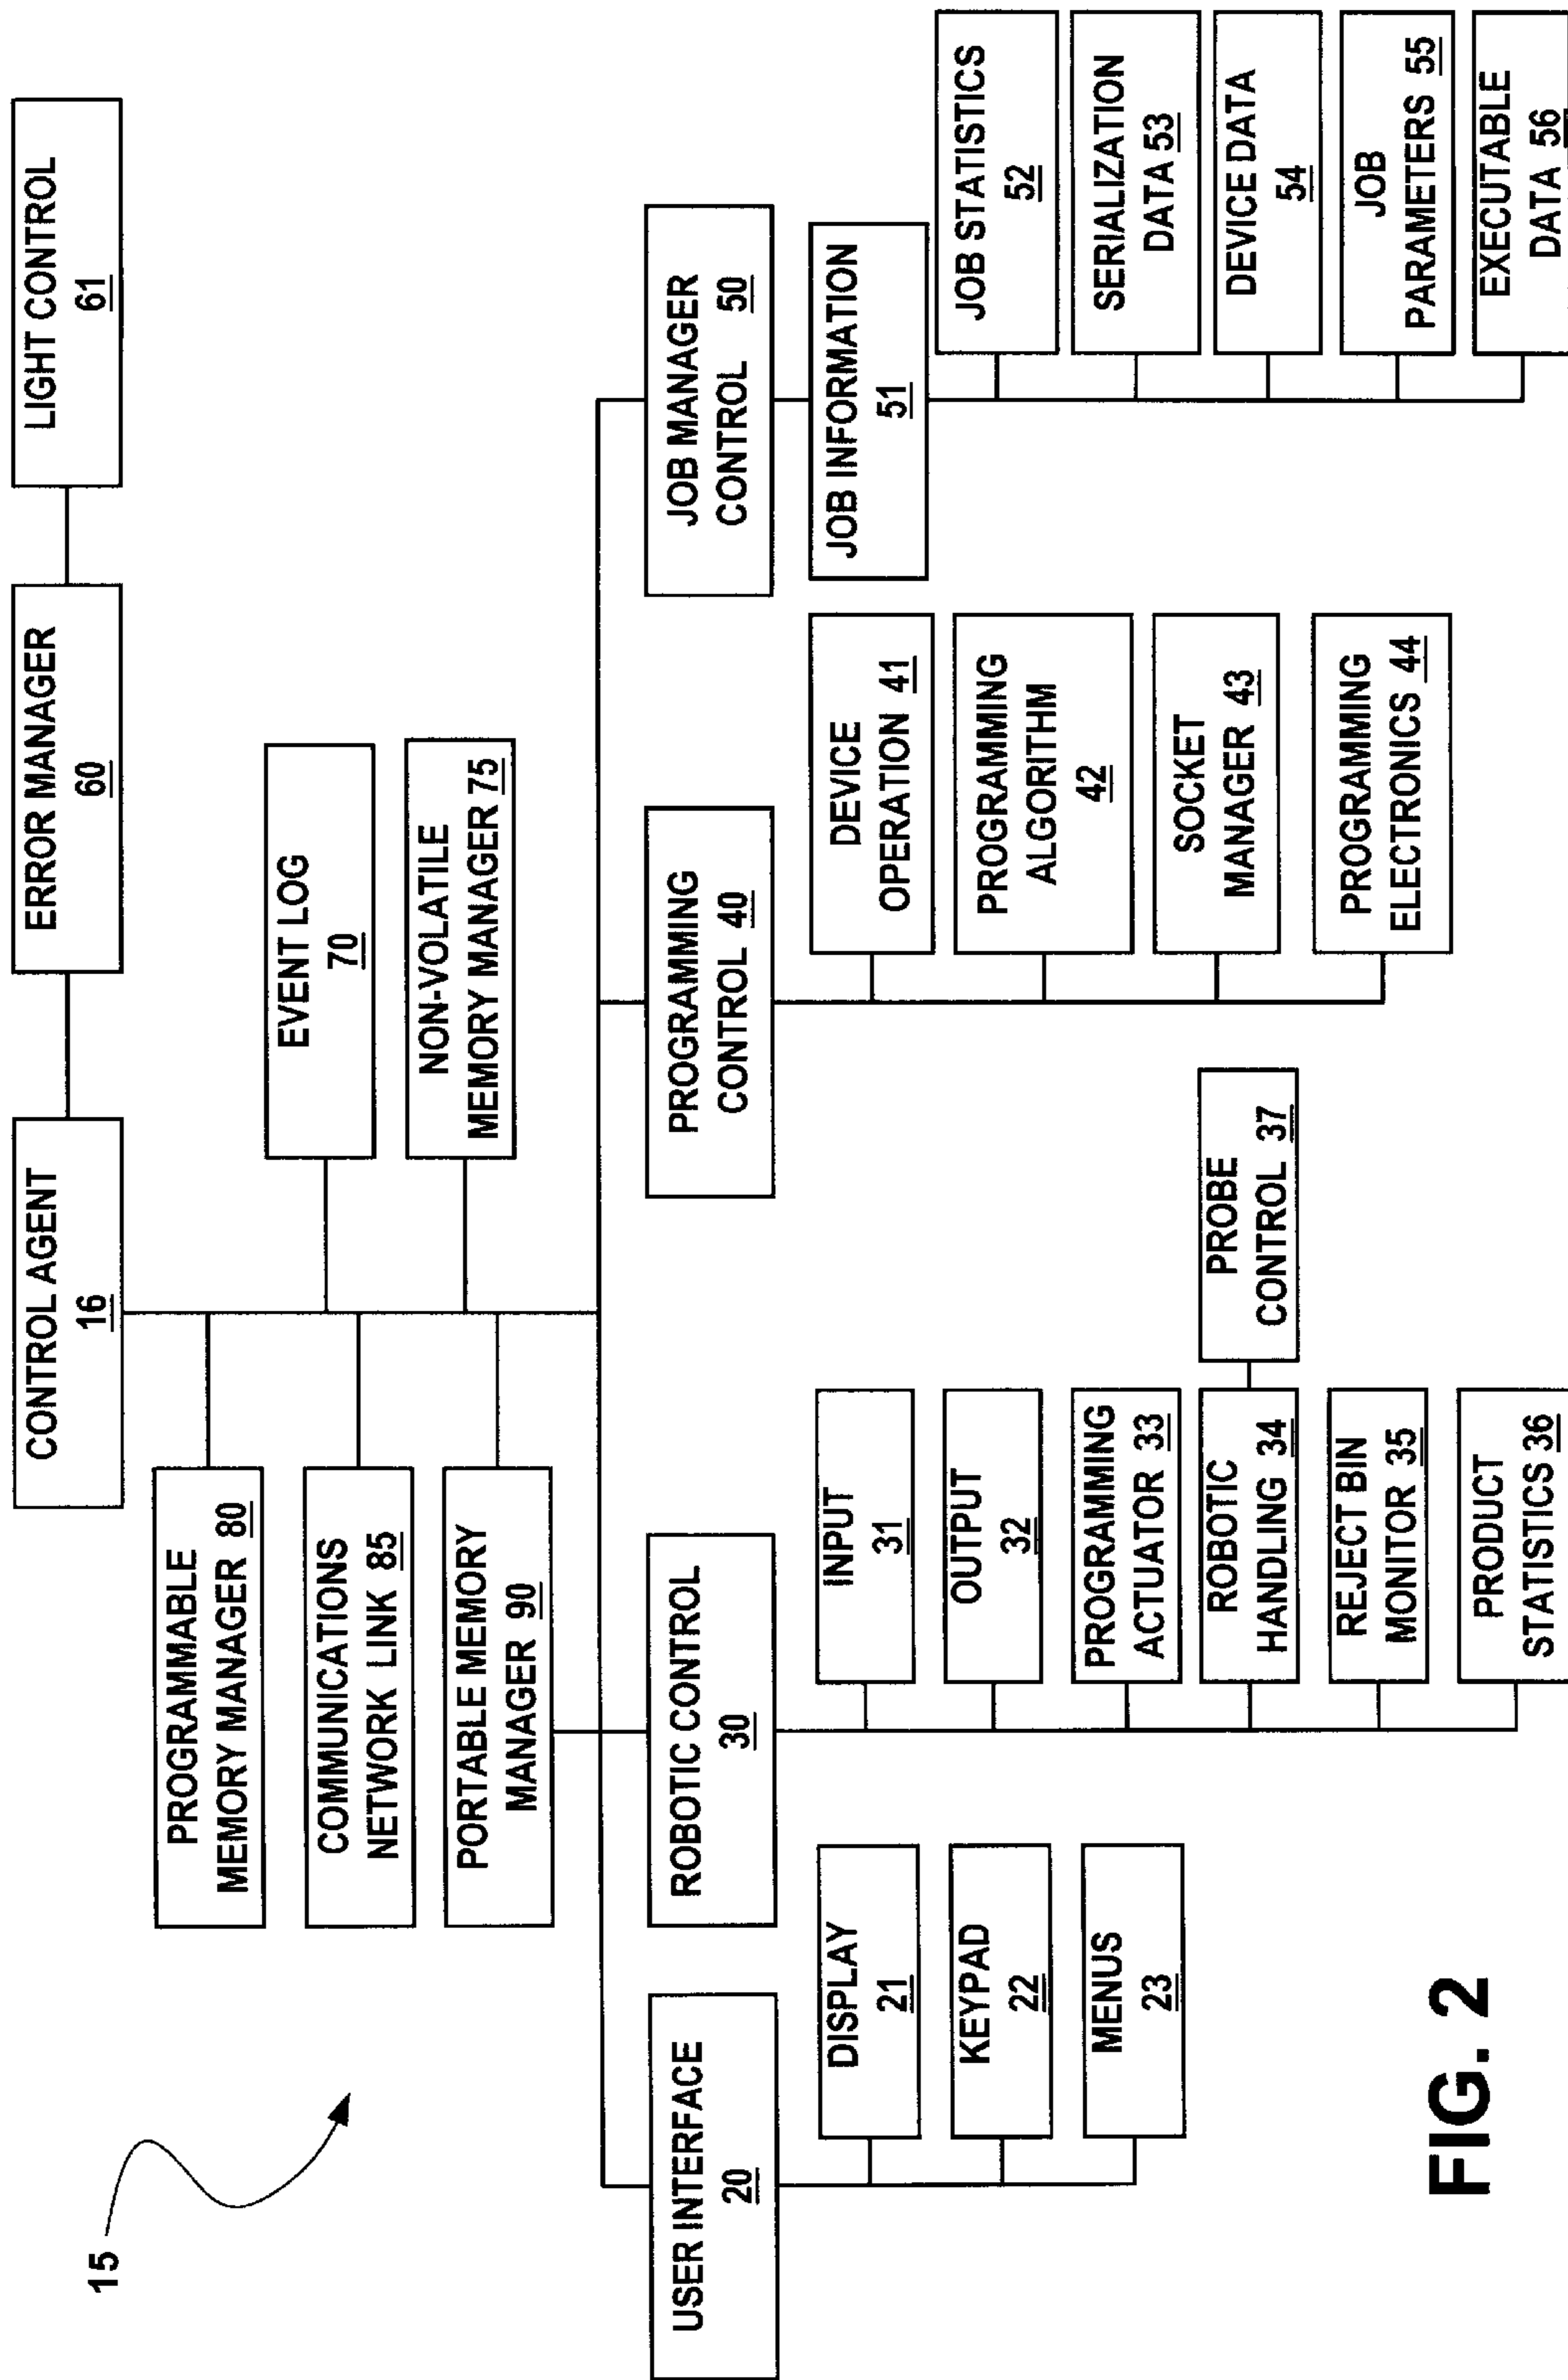 15
CONTROL AGENT
16
ERROR MANAGER
60
LIGHT CONTROL
61
PROGRAMMABLE
MEMORY MANAGER 80
COMMUNICATIONS
NETWORK LINK 85
PORTABLE MEMORY
MANAGER 90
EVENT LOG
70
NON-VOLATILE
MEMORY MANAGER 75
USER INTERFACE
20
DISPLAY
21
KEYPAD
22
MENUS
23
ROBOTIC CONTROL
30
INPUT
31
OUTPUT
32
PROGRAMMING
ACTUATOR 33
ROBOTIC
HANDLING 34
PROBE
CONTROL 37
REJECT BIN
MONITOR 35
PRODUCT
STATISTICS 36
PROGRAMMING
CONTROL 40
DEVICE
OPERATION 41
PROGRAMMING
ALGORITHM
42
SOCKET
MANAGER 43
PROGRAMMING
ELECTRONICS 44
JOB MANAGER
CONTROL 50
JOB INFORMATION
51
JOB STATISTICS
52
SERIALIZATION
DATA 53
DEVICE DATA
54
JOB
PARAMETERS 55
EXECUTABLE
DATA 56
FIG. 2